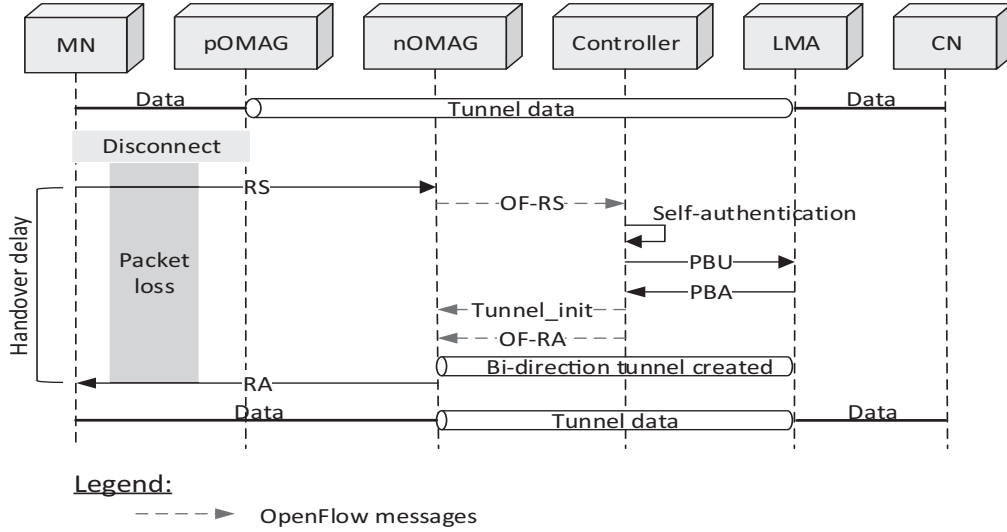 MN pOMAG nOMAG Controller LMA CN
Data Tunnel data Data
Disconnect
RS
OF-RS
Self-authentication
Handover delay
Packet
loss
PBU
PBA
Tunnel_init
OF-RA
Bi-direction tunnel created
RA
Data Tunnel data Data
Legend:
OpenFlow messages